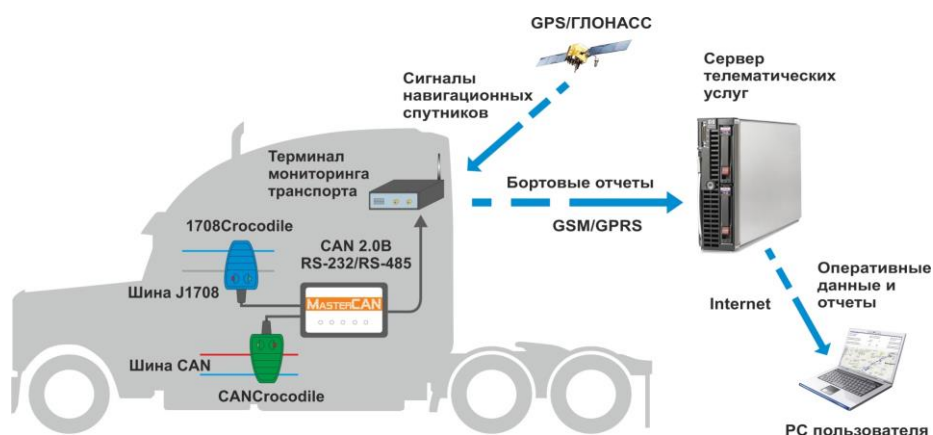 GPS/ГЛОНАСС
Сигналы
навигационных
спутников
Сервер
телематических
услуг
Терминал
мониторинга
транспорта
Бортовые отчеты
GSM/GPRS
1708Crocodile
CAN 2.0B
RS-232/RS-485
Шина J1708
MASTERCAN
Шина CAN
CANCrocodile
Internet
Оперативные
данные и
отчеты
PC пользователя